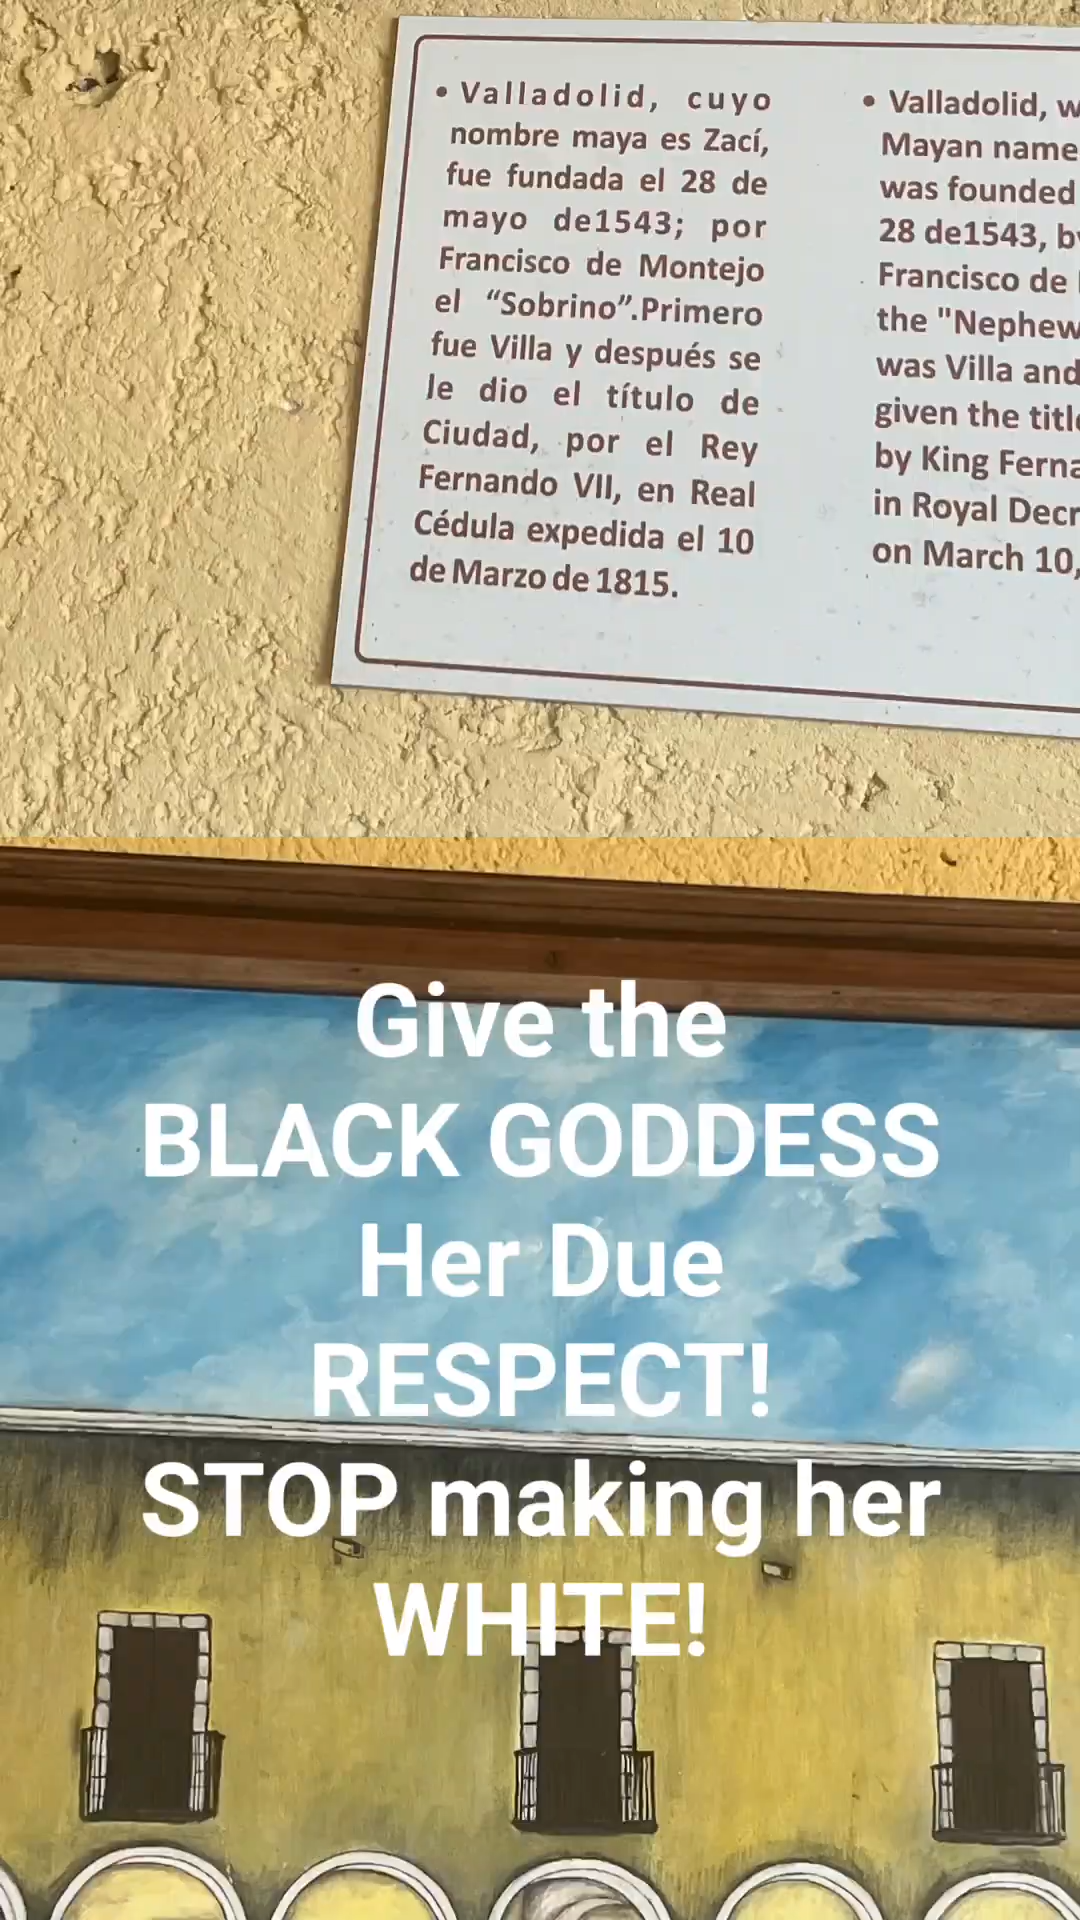 • Valladolid, cuyo
nombre maya es Zací,
fue fundada el 28 de
mayo de1543; por
Francisco de Montejo
el “Sobrino”.Primero
fue Villa y después se
le dio el título de
Ciudad, por el Rey
Fernando VII, en Real
Cédula expedida el 10
de Marzo de 1815.
• Valladolid,
Mayan name
was founded
28 de1543,
Francisco de
the "Nephew
was Villa and
given the
by King
in Royal
on March 10,
Give the
BLACK GODDESS
Her Due
RESPECT!
STOP making her
WHITE!